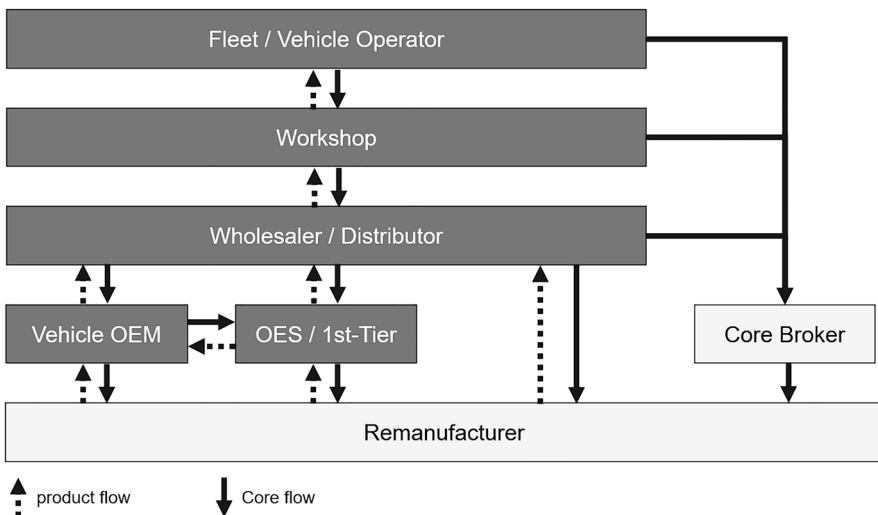 Fleet / Vehicle Operator
Workshop
Wholesaler / Distributor
Vehicle OEM
OES / 1st-Tier
Core Broker
Remanufacturer
product flow
Core flow